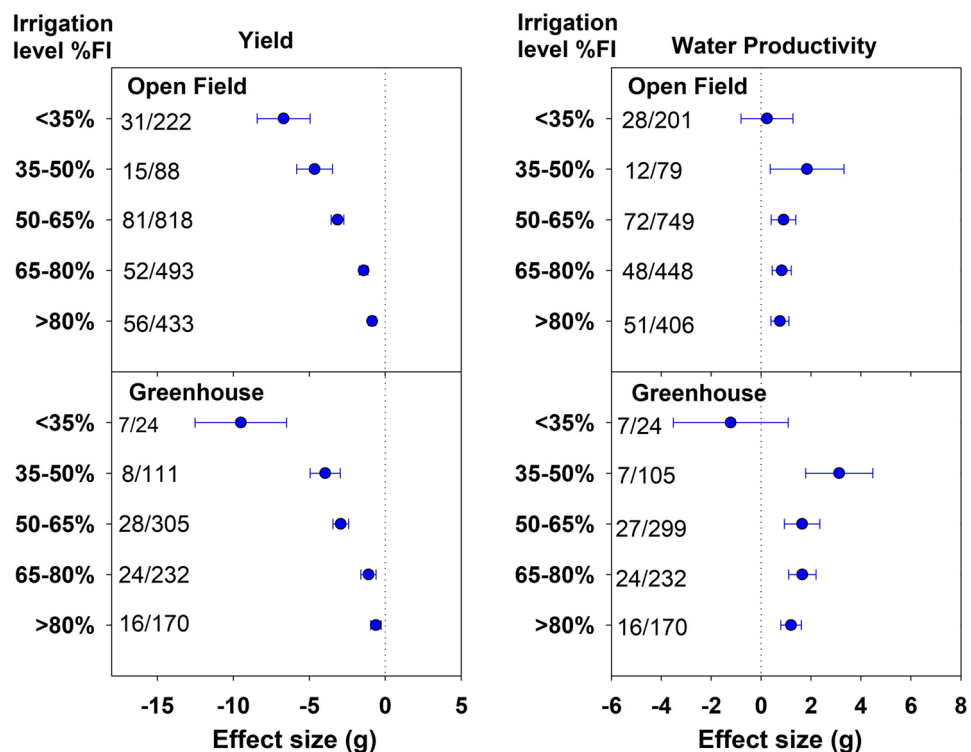 Irrigation
level %FI
Yield
Open Field
<35% 31/222
35-50% 15/88
50-65% 81/818
65-80% 52/493
>80% 56/433
Greenhouse
<35% 7/24
35-50% 8/111
50-65% 28/305
65-80% 24/232
>80% 16/170
-15 -10 -5 0 5
Effect size (g)
Irrigation
level %FI
Water Productivity
Open Field
<35% 28/201
35-50% 12/79
50-65% 72/749
65-80% 48/448
>80% 51/406
Greenhouse
<35% 7/24
35-50% 7/105
50-65% 27/299
65-80% 24/232
>80% 16/170
-6 -4 -2 0 2 4 6 8
Effect size (g)